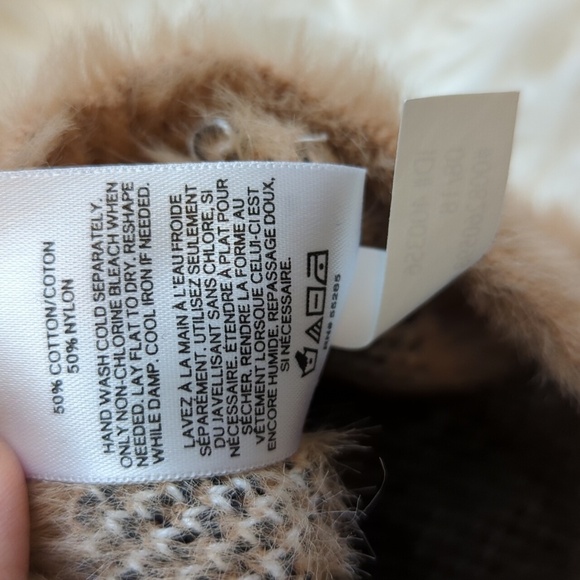 50% COTTON/COTON
50% NYLON
HAND WASH COLD SEPARATELY.
ONLY NON-CHLORINE BLEACH WHEN
NEEDED. LAY FLAT TO DRY. RESHAPE
WHILE DAMP. COOL IRON IF NEEDED.
LAVEZ À LA MAIN À L'EAU FROIDE
SÉPARÉMENT. UTILISEZ SEULEMENT
DU JAVELLISANT SANS CHLORE, SI
NÉCESSAIRE. ÉTENDRE À PLAT POUR
SÉCHER. RENDRE LA FORME AU
VÊTEMENT LORSQUE CELUI-CI EST
ENCORE HUMIDE. REPASSAGE DOUX,
SI NÉCESSAIRE.
RN# 55285